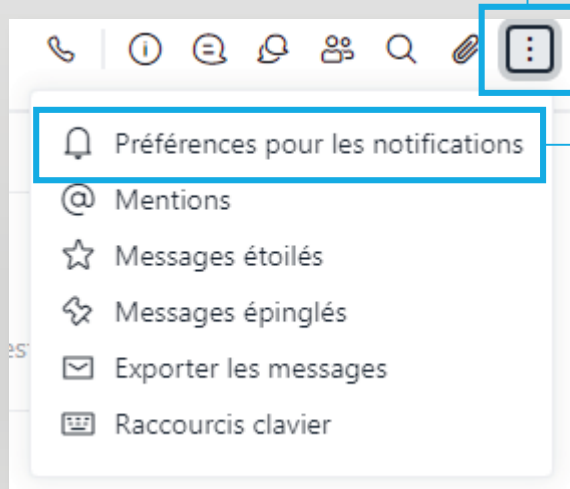 Préférences pour les notifications
Mentions
Messages étoilés
Messages épinglés
Exporter les messages
Raccourcis clavier